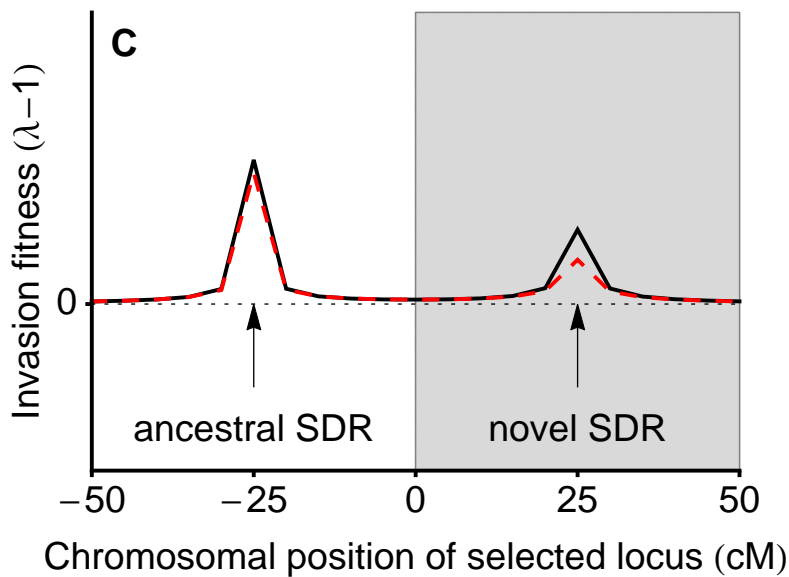 C
Invasion fitness (λ−1)
0
ancestral SDR
novel SDR
−50
−25
0
25
50
Chromosomal position of selected locus (cM)